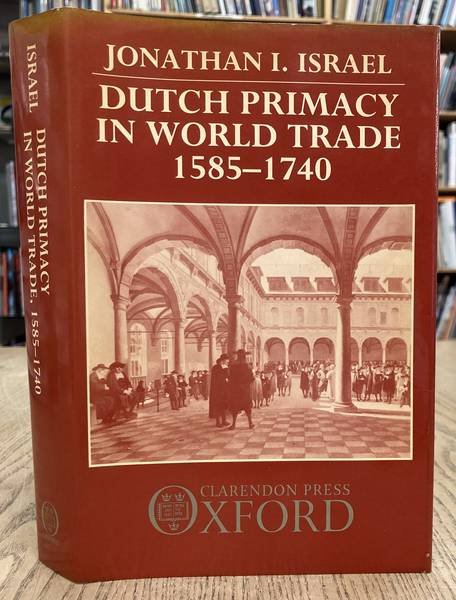 JONATHAN I. ISRAEL
DUTCH PRIMACY
IN WORLD TRADE
1585–1740
CLARENDON PRESS
OXFORD
ISRAEL
DUTCH PRIMACY
IN WORLD TRADE, 1585–1740